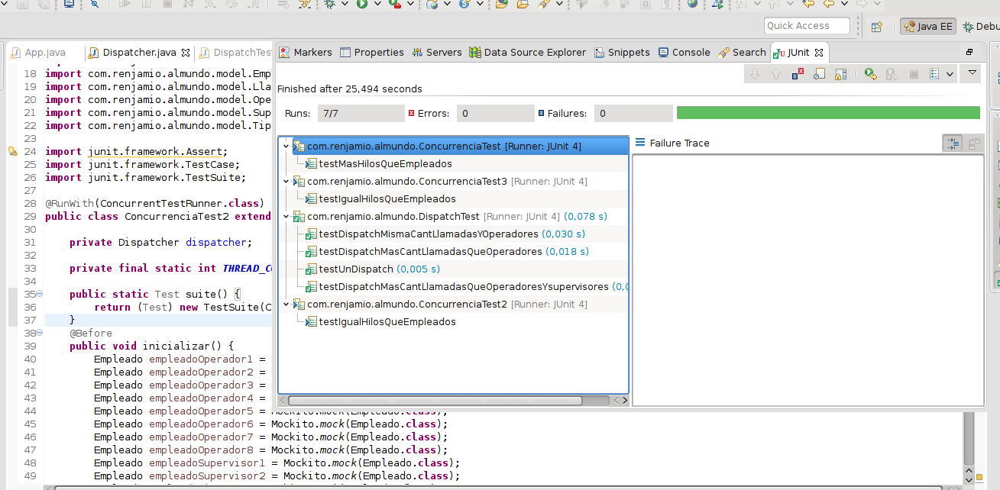 Quick Access
Java EE
Debu
App.java
Dispatcher.java
DispatchTes
Markers
Properties
Servers
Data Source Explorer
Snippets
Console
Search
JUnit
Finished after 25,494 seconds
Runs: 7/7
Errors: 0
Failures: 0
com.renjamio.almundo.ConcurrenciaTest [Runner: JUnit 4]
testMasHilosQueEmpleados
com.renjamio.almundo.ConcurrenciaTest3 [Runner: JUnit 4]
testIgualHilosQueEmpleados
com.renjamio.almundo.DispatchTest [Runner: JUnit 4] (0,078 s)
testDispatchMismaCantLlamadasYOperadores (0,030 s)
testDispatchMasCantLlamadasQueOperadores (0,018 s)
testUnDispatch (0,005 s)
testDispatchMasCantLlamadasQueOperadoresYsupervisores (0,0
com.renjamio.almundo.ConcurrenciaTest2 [Runner: JUnit 4]
testIgualHilosQueEmpleados
Failure Trace
18 import com.renjamio.almundo.model.Emp
19 import com.renjamio.almundo.model.Lla
20 import com.renjamio.almundo.model.Ope
21 import com.renjamio.almundo.model.Sup
22 import com.renjamio.almundo.model.Tip
23
24 import junit.framework.Assert;
25 import junit.framework.TestCase;
26 import junit.framework.TestSuite;
27
28 @RunWith(ConcurrentTestRunner.class)
29 public class ConcurrenciaTest2 extend
30
31 private Dispatcher dispatcher;
32
33 private final static int THREAD_CO
34
35 public static Test suite() {
36 return (Test) new TestSuite(C
37 }
38 @Before
39 public void inicializar() {
40 Empleado empleadoOperador1 =
41 Empleado empleadoOperador2 =
42 Empleado empleadoOperador3 =
43 Empleado empleadoOperador4 =
44 Empleado empleadoOperador5 = Mockito.mock(Empleado.class);
45 Empleado empleadoOperador6 = Mockito.mock(Empleado.class);
46 Empleado empleadoOperador7 = Mockito.mock(Empleado.class);
47 Empleado empleadoOperador8 = Mockito.mock(Empleado.class);
48 Empleado empleadoSupervisor1 = Mockito.mock(Empleado.class);
49 Empleado empleadoSupervisor2 = Mockito.mock(Empleado.class);